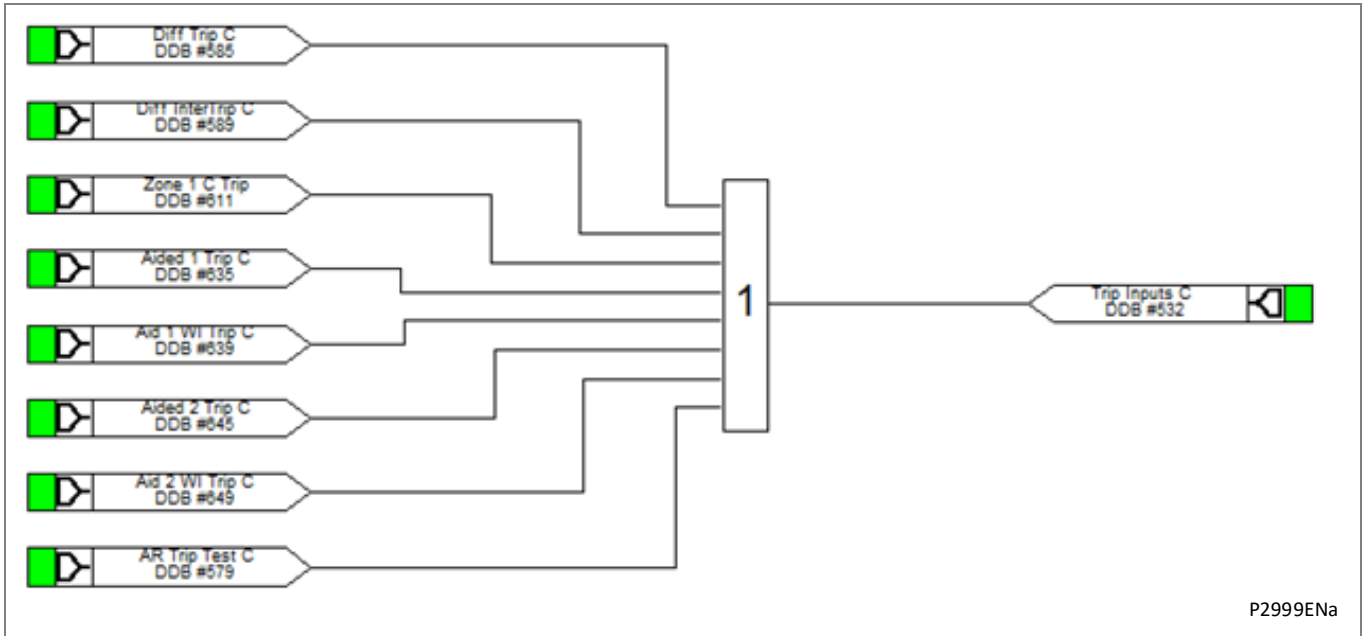 Diff Trip C
DDB #585
Diff InterTrip C
DDB #589
Zone 1 C Trip
DDB #611
Aided 1 Trip C
DDB #635
Aid 1 WI Trip C
DDB #639
Aided 2 Trip C
DDB #645
Aid 2 WI Trip C
DDB #649
AR Trip Test C
DDB #579
1
Trip Inputs C
DDB #532
P2999ENa